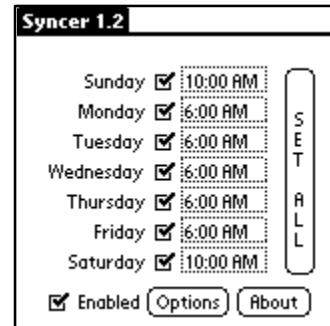 Syncer 1.2
Sunday 10:00 AM
Monday 6:00 AM
Tuesday 6:00 AM
Wednesday 6:00 AM
Thursday 6:00 AM
Friday 6:00 AM
Saturday 10:00 AM
SET ALL
Enabled Options About